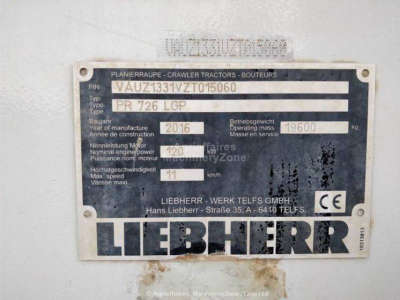 VAUZ1331VZT015060
PLANIERRAUPE - CRAWLER TRACTORS - BOUTEURS
PIN VAUZ1331VZT015060
Typ
Type
Type PR 726 LGP
Baujahr
Year of manufacture
Année de construction 2016
Betriebsgewicht
Operating mass
Masse en service 19600 kg
Nennleistung Motor
Nominal engine power
Puissance nom. moteur 120 kW
Höchstgeschwindigkeit
Max. speed
Vitesse maxi. 11 km/h
LIEBHERR - WERK TELFS GMBH
Hans Liebherr - Straße 35, A - 6410 TELFS
CE
LIEBHERR